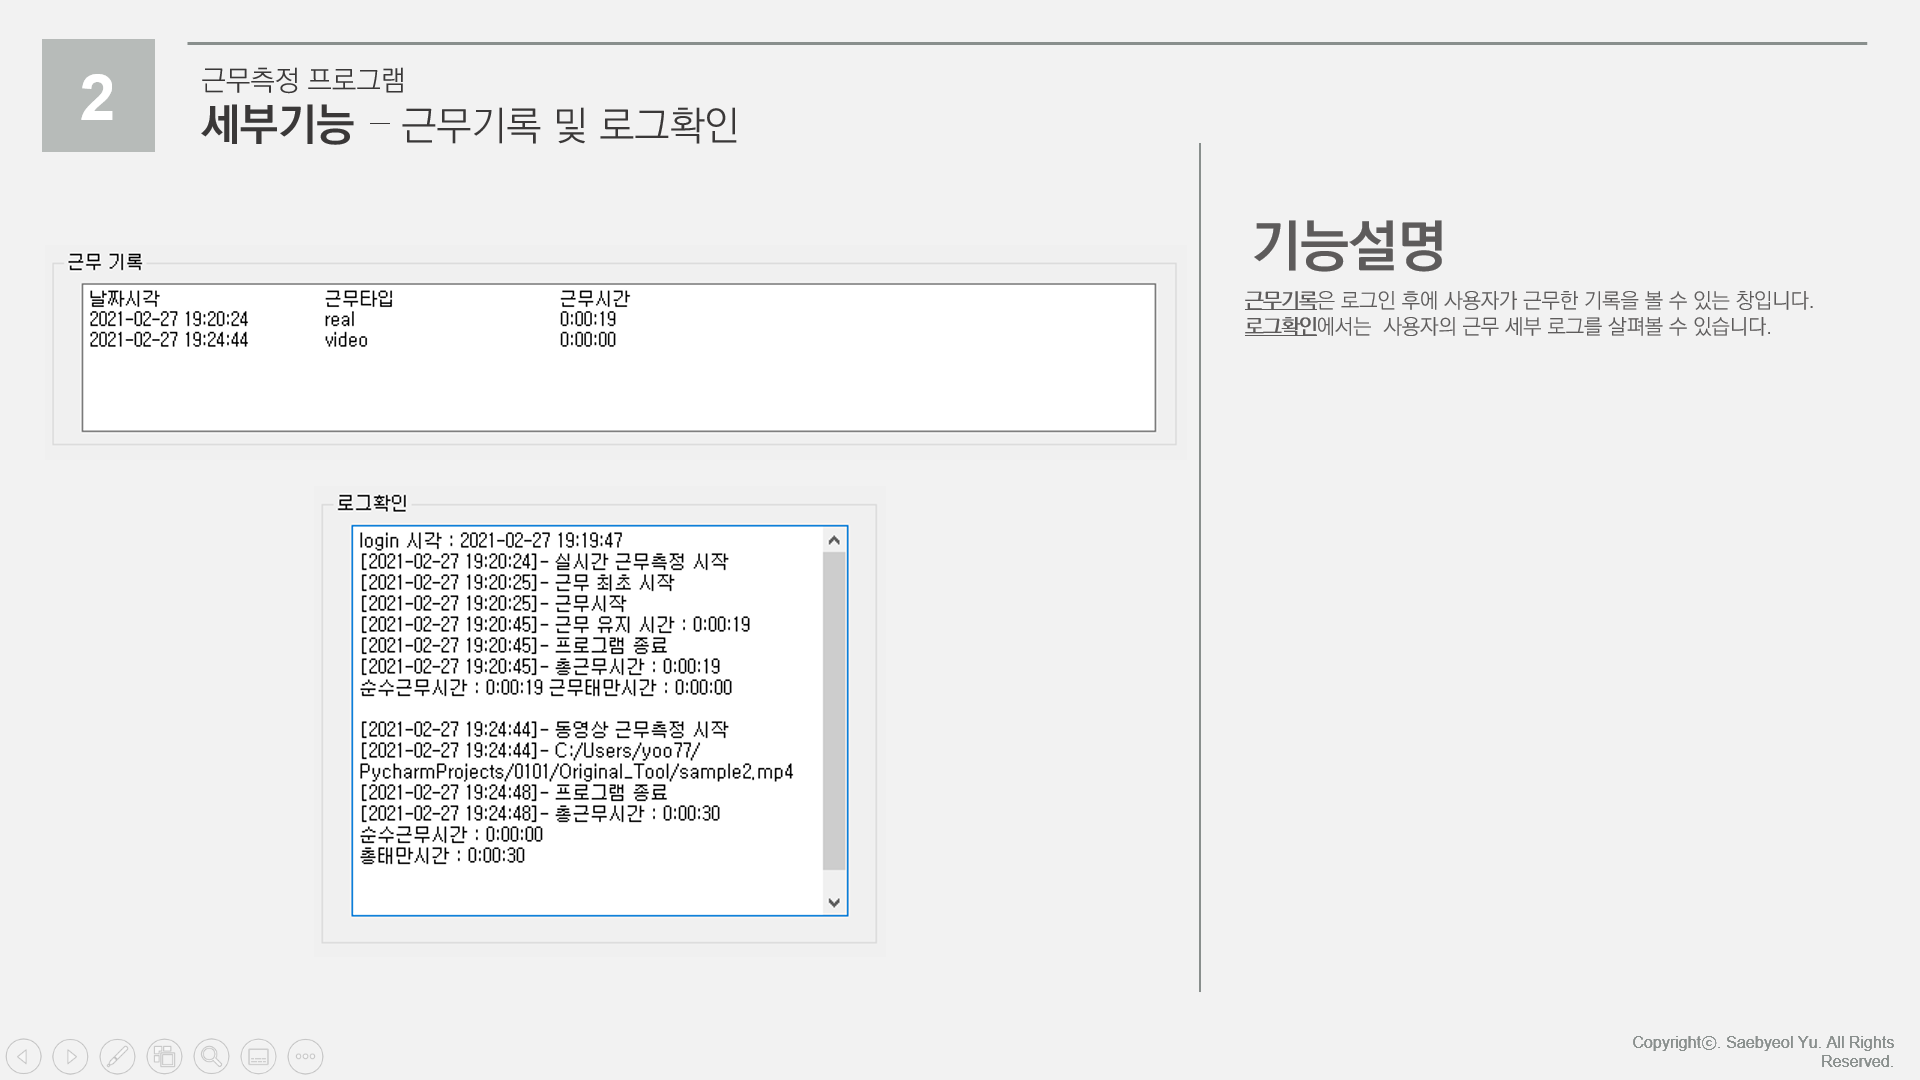 2
근무측정 프로그램
세부기능 – 근무기록 및 로그확인
근무 기록
날짜시각 근무타입 근무시간
2021-02-27 19:20:24 real 0:00:19
2021-02-27 19:24:44 video 0:00:00
로그확인
login 시각 : 2021-02-27 19:19:47
[2021-02-27 19:20:24]- 실시간 근무측정 시작
[2021-02-27 19:20:25]- 근무 최초 시작
[2021-02-27 19:20:25]- 근무시작
[2021-02-27 19:20:45]- 근무 유지 시간 : 0:00:19
[2021-02-27 19:20:45]- 프로그램 종료
[2021-02-27 19:20:45]- 총근무시간 : 0:00:19
순수근무시간 : 0:00:19 근무태만시간 : 0:00:00
[2021-02-27 19:24:44]- 동영상 근무측정 시작
[2021-02-27 19:24:44]- C:/Users/yoo77/
PycharmProjects/0101/Original_Tool/sample2.mp4
[2021-02-27 19:24:48]- 프로그램 종료
[2021-02-27 19:24:48]- 총근무시간 : 0:00:30
순수근무시간 : 0:00:00
총태만시간 : 0:00:30
기능설명
근무기록은 로그인 후에 사용자가 근무한 기록을 볼 수 있는 창입니다.
로그확인에서는 사용자의 근무 세부 로그를 살펴볼 수 있습니다.
Copyrightⓒ. Saebyeol Yu. All Rights
Reserved.